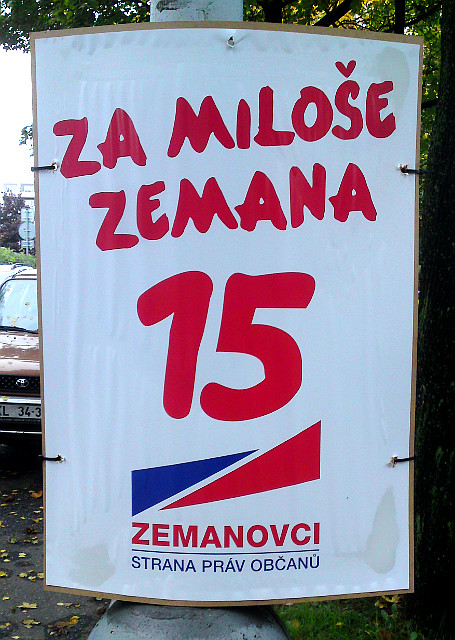 ZA MILOŠE
ZEMANA
15
ZEMANOVCI
STRANA PRÁV OBČANŮ